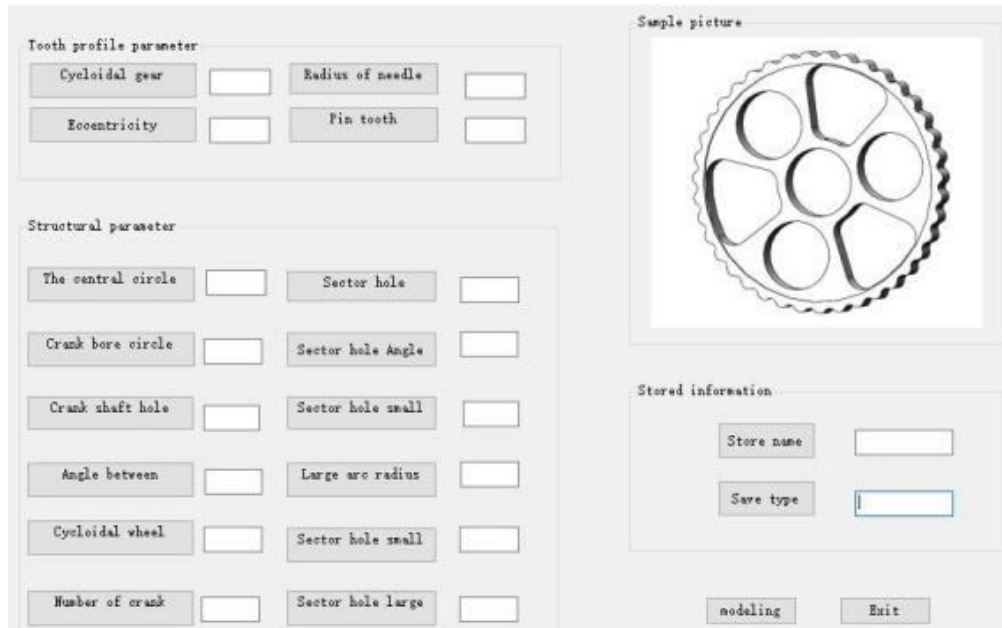 Tooth profile parameter
Cycloidal gear
Radius of needle
Eccentricity
Pin tooth
Structural parameter
The central circle
Sector hole
Crank bore circle
Sector hole Angle
Crank shaft hole
Sector hole small
Angle between
Large arc radius
Cycloidal wheel
Sector hole small
Number of crank
Sector hole large
Sample picture
Stored information
Store name
Save type
modeling
Exit